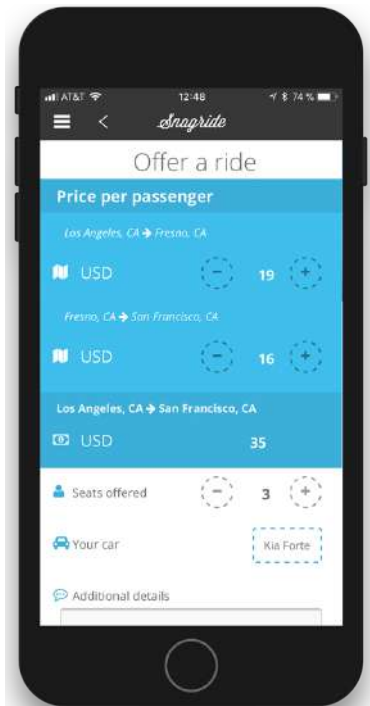 AT&T 12:48 74 %
Snagride
Offer a ride
Price per passenger
Los Angeles, CA → Fresno, CA
USD - 19 +
Fresno, CA → San Francisco, CA
USD - 16 +
Los Angeles, CA → San Francisco, CA
USD 35
Seats offered - 3 +
Your car Kia Forte
Additional details